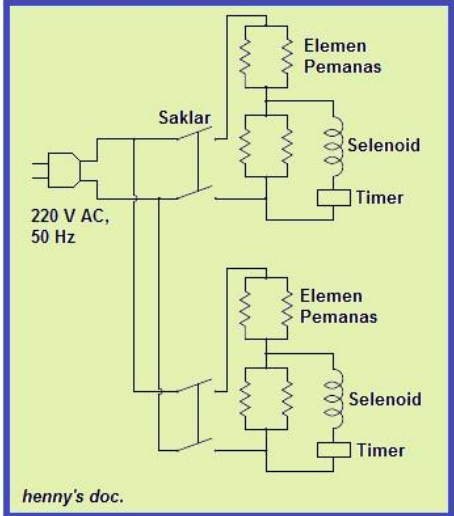 Elemen
Pemanas
Saklar
Selenoid
Timer
220 V AC,
50 Hz
Elemen
Pemanas
Selenoid
Timer
henny's doc.